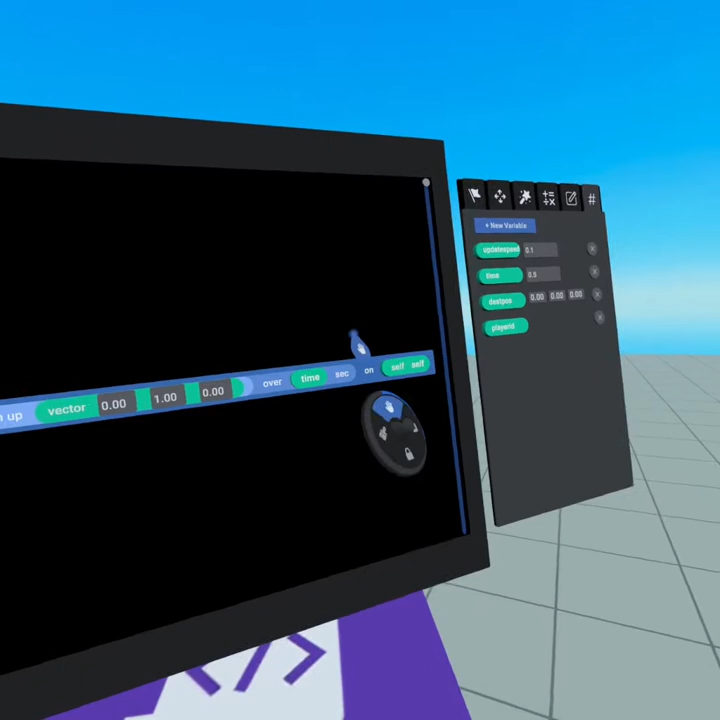 + New Variable
updatespeed 0.1
time 0.5
destpos 0.00 0.00 0.00
playerid
up vector 0.00 1.00 0.00 over time sec on self self
</>